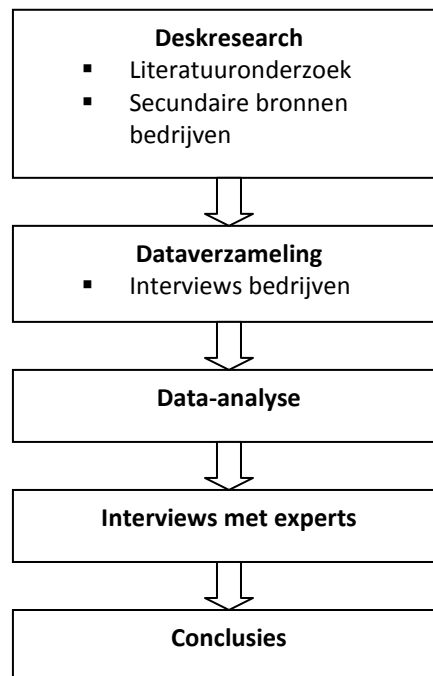 Deskresearch
▪ Literatuuronderzoek
▪ Secundaire bronnen
bedrijven
Dataverzameling
▪ Interviews bedrijven
Data-analyse
Interviews met experts
Conclusies